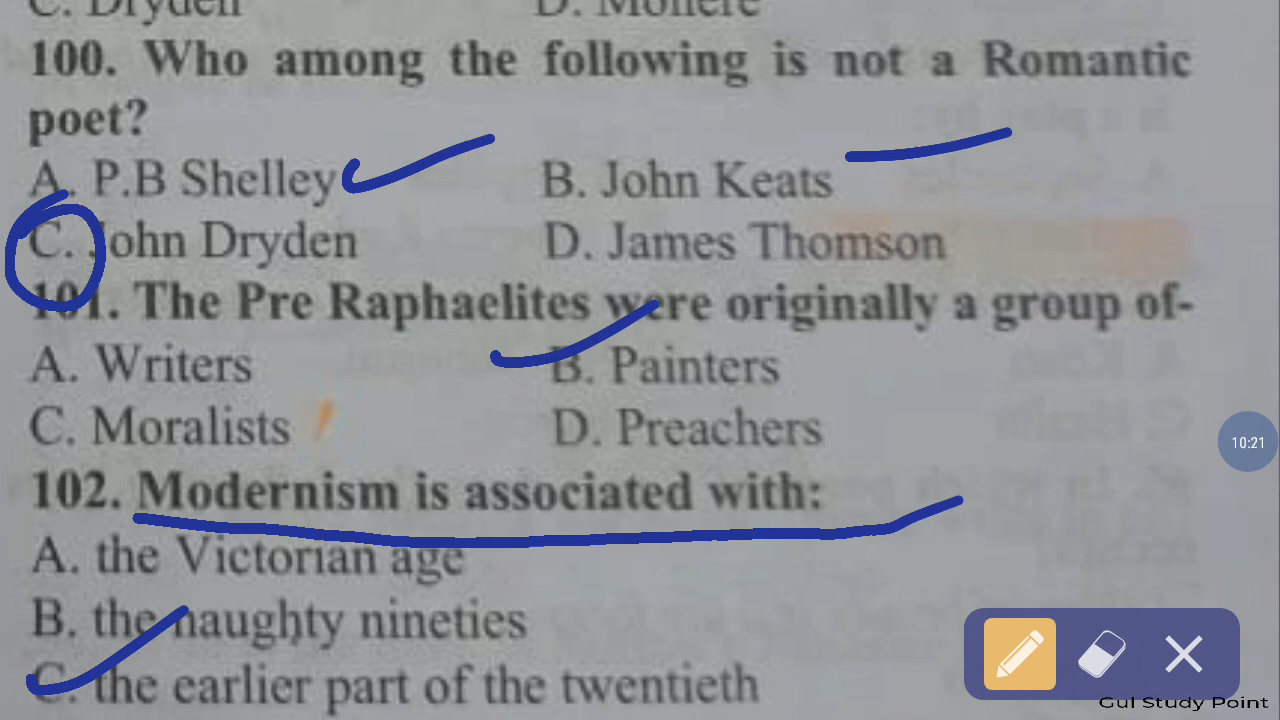 C. Dryden D. Moliere
100. Who among the following is not a Romantic
poet?
A. P.B Shelley B. John Keats
C. John Dryden D. James Thomson
101. The Pre Raphaelites were originally a group of-
A. Writers B. Painters
C. Moralists D. Preachers
102. Modernism is associated with:
A. the Victorian age
B. the naughty nineties
C. the earlier part of the twentieth
10:21
Gul Study Point